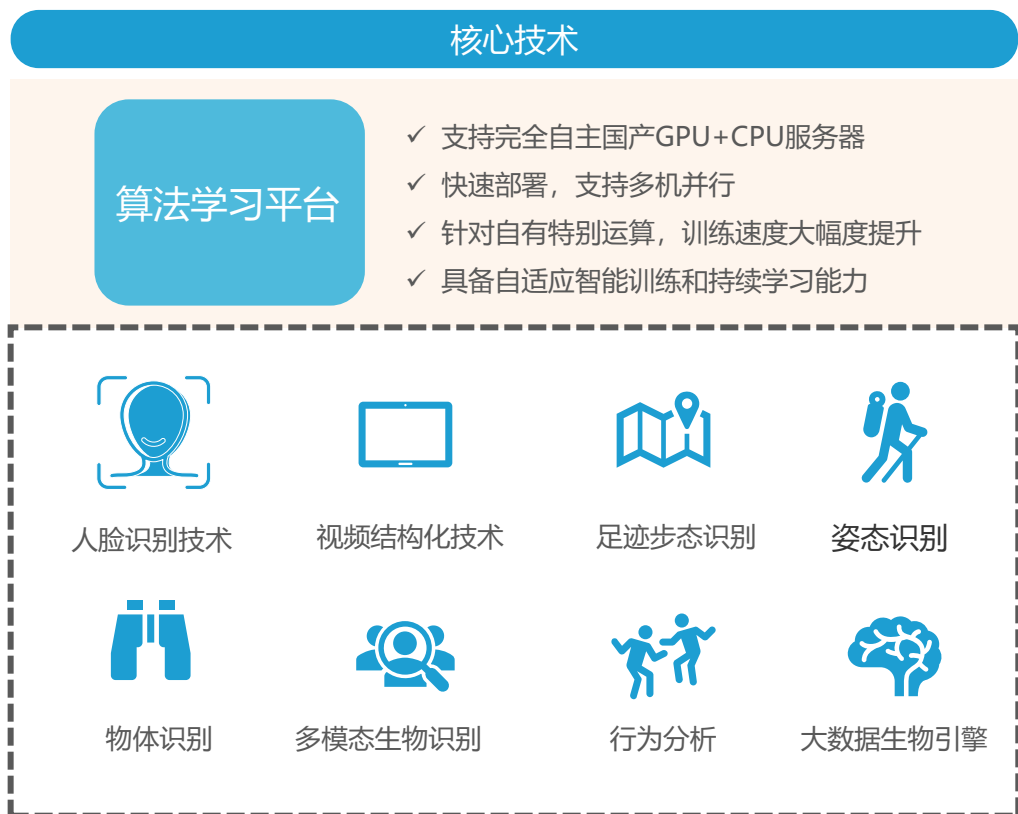 核心技术
算法学习平台
✓ 支持完全自主国产GPU+CPU服务器
✓ 快速部署，支持多机并行
✓ 针对自有特别运算，训练速度大幅度提升
✓ 具备自适应智能训练和持续学习能力
人脸识别技术
视频结构化技术
足迹步态识别
姿态识别
物体识别
多模态生物识别
行为分析
大数据生物引擎